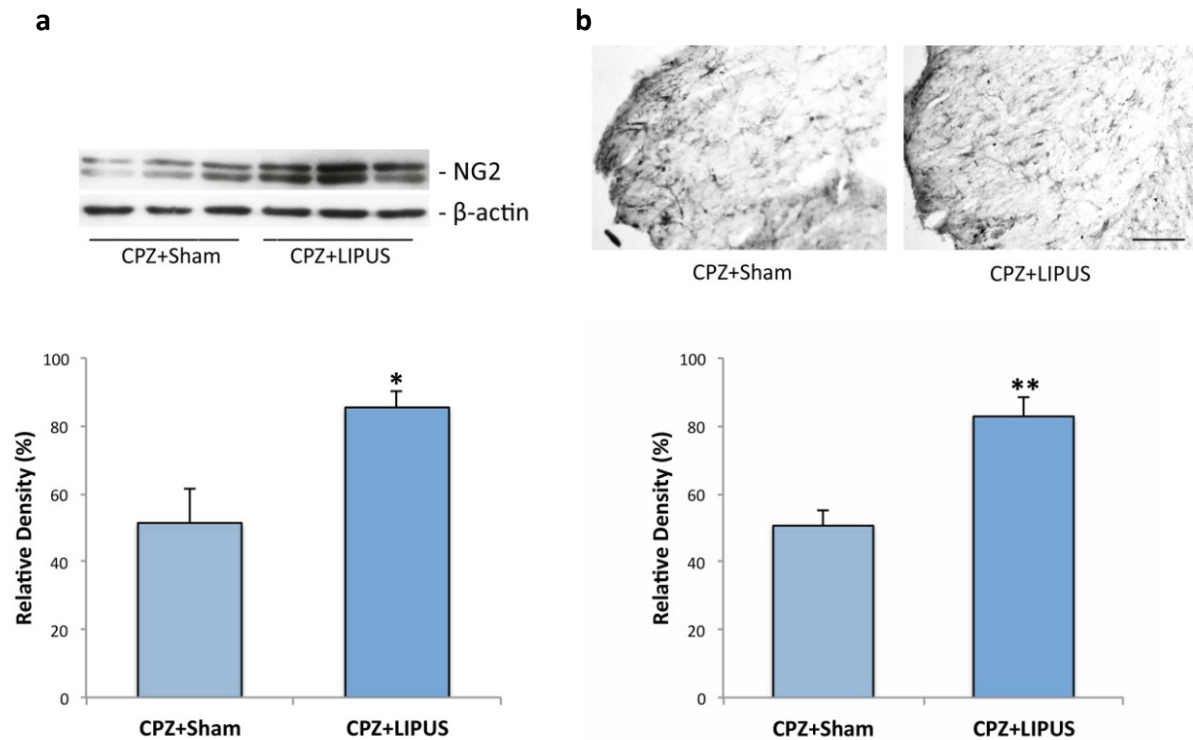 a
- NG2
- β-actin
CPZ+Sham
CPZ+LIPUS
Relative Density (%)
100
80
60
40
20
0
*
CPZ+Sham
CPZ+LIPUS
b
CPZ+Sham
CPZ+LIPUS
Relative Density (%)
100
80
60
40
20
0
**
CPZ+Sham
CPZ+LIPUS